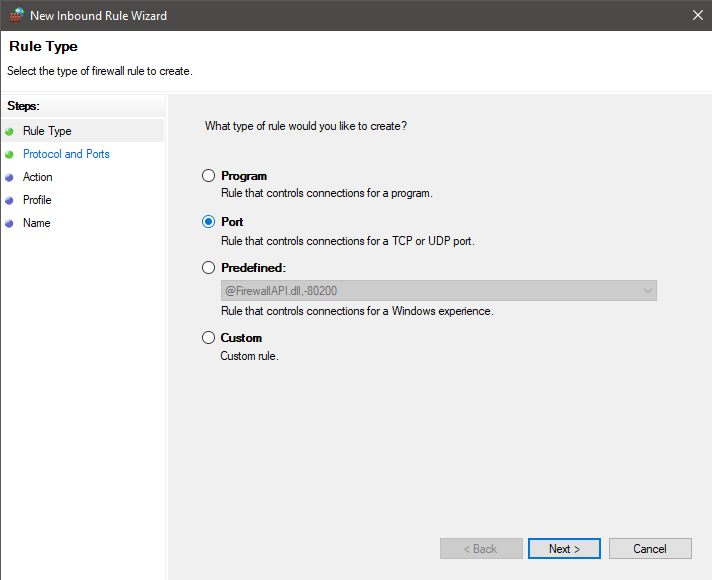 New Inbound Rule Wizard
Rule Type
Select the type of firewall rule to create.
Steps:
Rule Type
Protocol and Ports
Action
Profile
Name
What type of rule would you like to create?
Program
Rule that controls connections for a program.
Port
Rule that controls connections for a TCP or UDP port.
Predefined:
@FirewallAPI.dll,-80200
Rule that controls connections for a Windows experience.
Custom
Custom rule.
< Back
Next >
Cancel